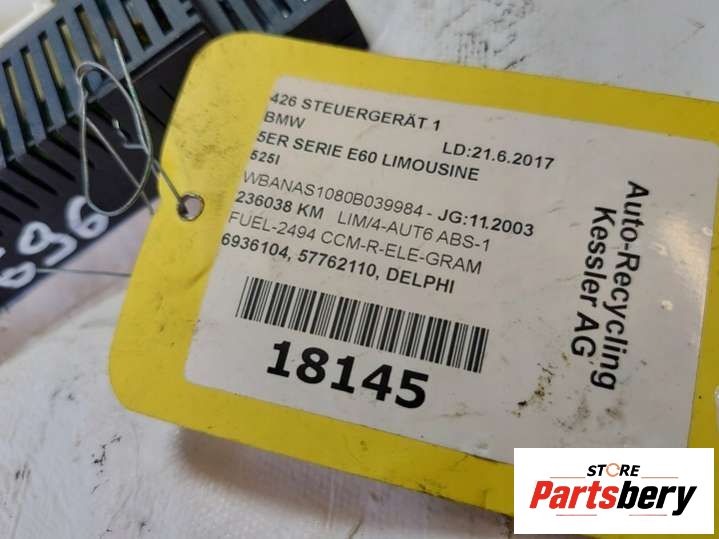 426 STEUERGERÄT 1
BMW LD:21.6.2017
5ER SERIE E60 LIMOUSINE
525I
WBANAS1080B039984 - JG:11.2003
236038 KM LIM/4-AUT6 ABS-1
FUEL-2494 CCM-R-ELE-GRAM
6936104, 57762110, DELPHI
18145
Auto-Recycling
Kessler AG
696
STORE
Partsbery